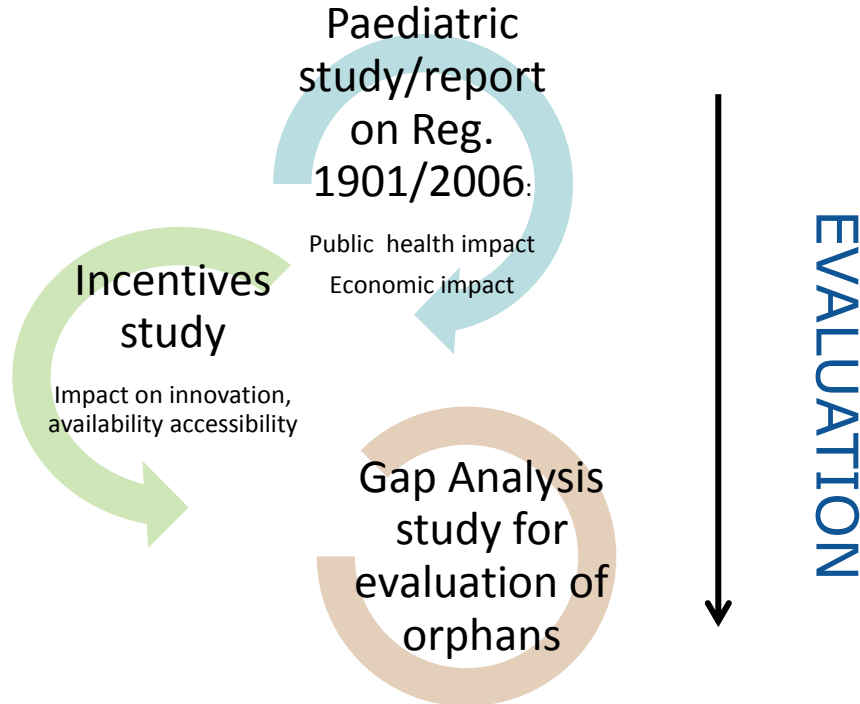 Paediatric
study/report
on Reg.
1901/2006:
Public health impact
Economic impact
Incentives
study
Impact on innovation,
availability accessibility
Gap Analysis
study for
evaluation of
orphans
EVALUATION